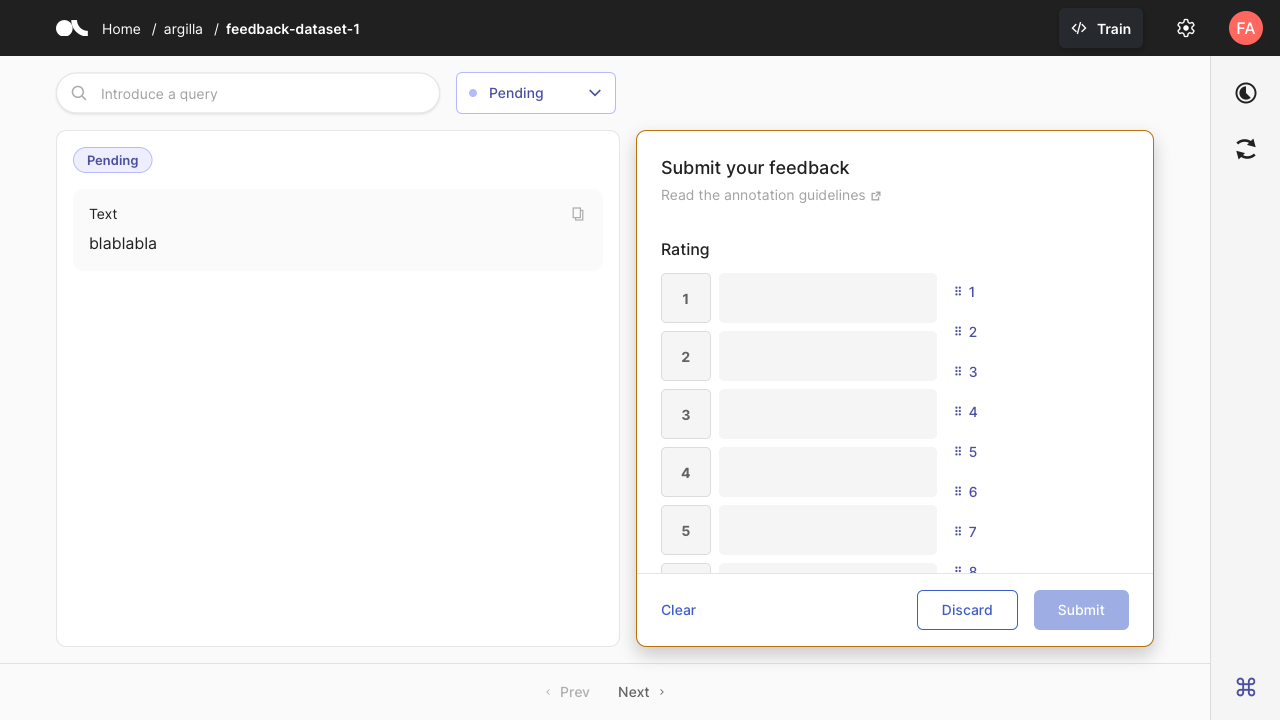 Home / argilla / feedback-dataset-1
Train
FA
Introduce a query
Pending
Pending
Text
blablabla
Submit your feedback
Read the annotation guidelines
Rating
1
2
3
4
5
1
2
3
4
5
6
7
8
Clear
Discard
Submit
Prev
Next